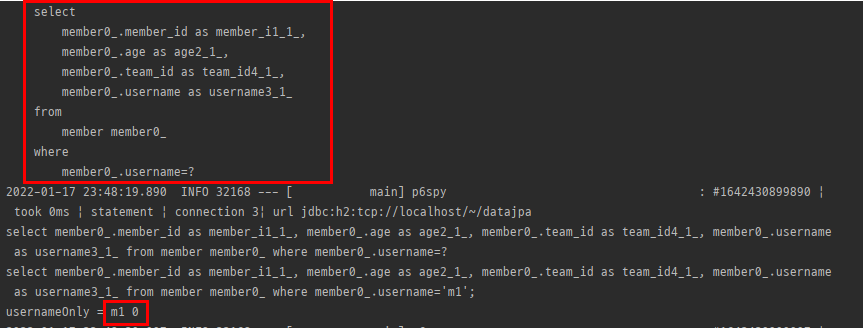 select
member0_.member_id as member_i1_1_,
member0_.age as age2_1_,
member0_.team_id as team_id4_1_,
member0_.username as username3_1_
from
member member0_
where
member0_.username=?
2022-01-17 23:48:19.890  INFO 32168 --- [           main] p6spy                                    : #1642430899890 ¦
took 0ms ¦ statement ¦ connection 3¦ url jdbc:h2:tcp://localhost/~/datajpa
select member0_.member_id as member_i1_1_, member0_.age as age2_1_, member0_.team_id as team_id4_1_, member0_.username
as username3_1_ from member member0_ where member0_.username=?
select member0_.member_id as member_i1_1_, member0_.age as age2_1_, member0_.team_id as team_id4_1_, member0_.username
as username3_1_ from member member0_ where member0_.username='m1';
usernameOnly = m1 0